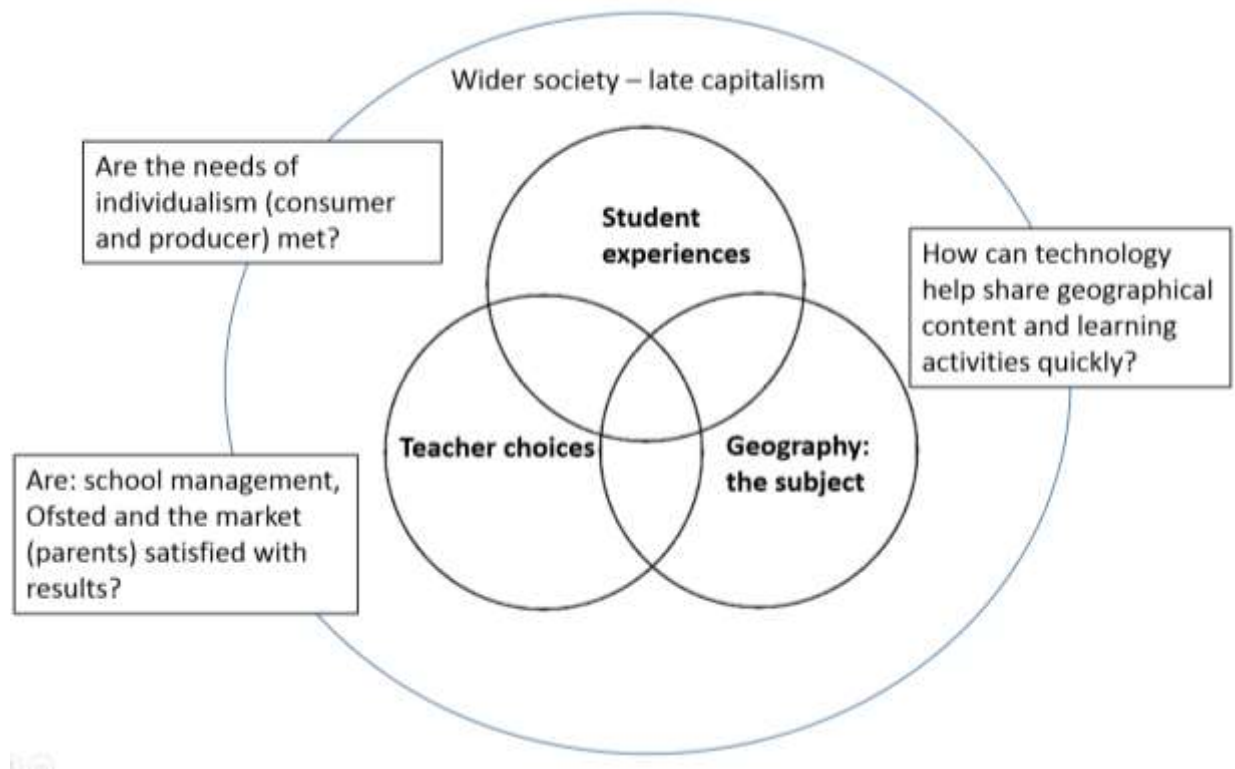 Wider society – late capitalism
Are the needs of
individualism (consumer
and producer) met?
Student
experiences
How can technology
help share geographical
content and learning
activities quickly?
Teacher choices
Geography:
the subject
Are: school management,
Ofsted and the market
(parents) satisfied with
results?